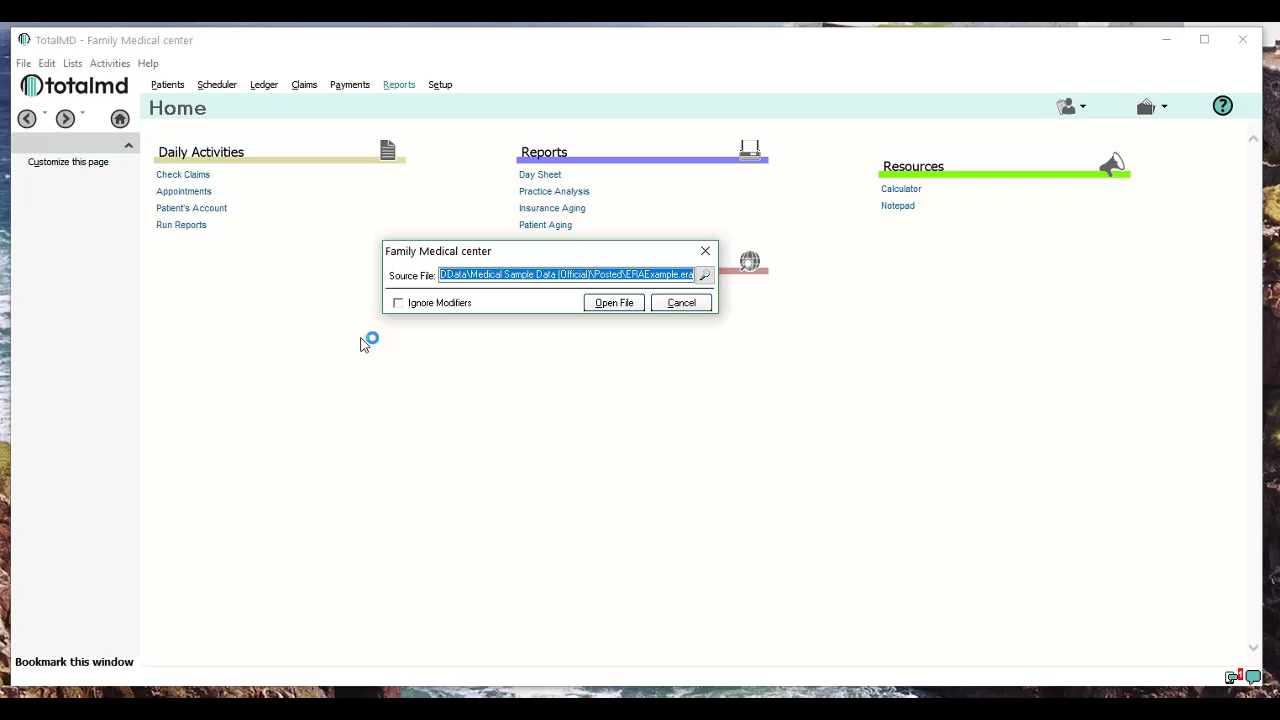 TotalMD - Family Medical center
File Edit Lists Activities Help
totalmd
Patients Scheduler Ledger Claims Payments Reports Setup
Home
?
Customize this page
Daily Activities
Check Claims
Appointments
Patient's Account
Run Reports
Reports
Day Sheet
Practice Analysis
Insurance Aging
Patient Aging
Resources
Calculator
Notepad
Family Medical center
Source File: DData\Medical Sample Data (Official)\Posted\ERAExample.era
Ignore Modifiers
Open File
Cancel
Bookmark this window